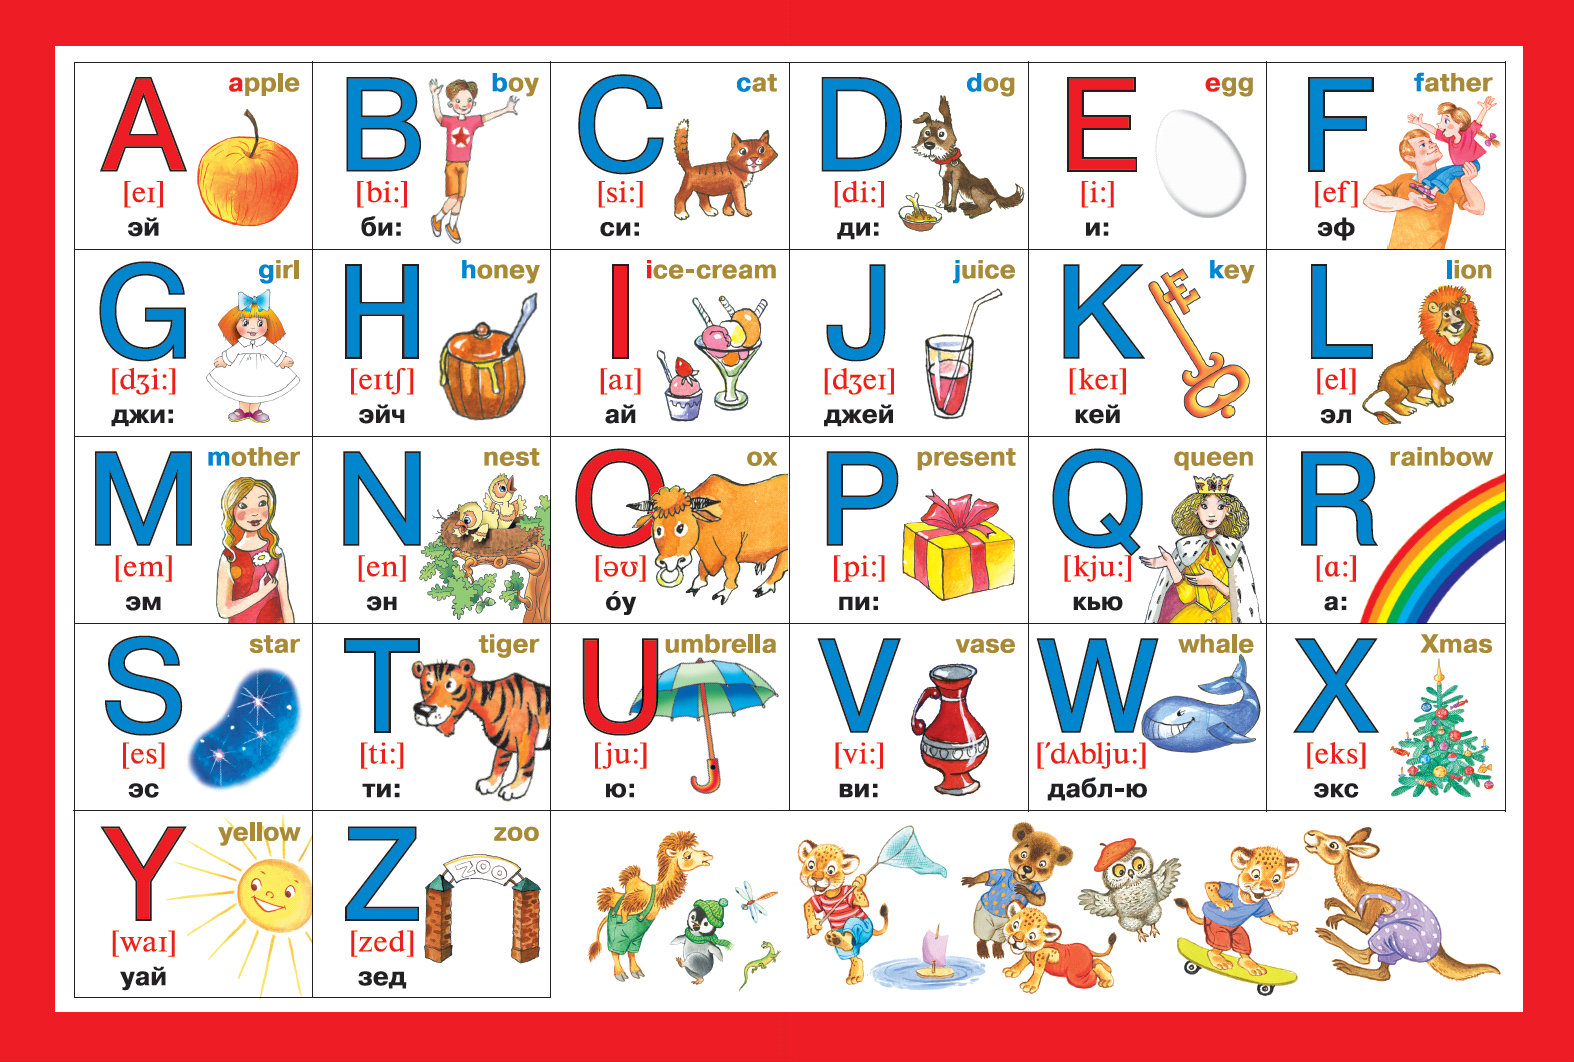 A apple
[eɪ]
эй
B boy
[bi:]
би:
C cat
[si:]
си:
D dog
[di:]
ди:
E egg
[i:]
и:
F father
[ef]
эф
G girl
[dʒi:]
джи:
H honey
[eɪtʃ]
эйч
I ice-cream
[aɪ]
ай
J juice
[dʒeɪ]
джей
K key
[keɪ]
кей
L lion
[el]
эл
M mother
[em]
эм
N nest
[en]
эн
O ox
[əʊ]
óу
P present
[pi:]
пи:
Q queen
[kju:]
кью
R rainbow
[ɑ:]
а:
S star
[es]
эс
T tiger
[ti:]
ти:
U umbrella
[ju:]
ю:
V vase
[vi:]
ви:
W whale
[ˈdʌblju:]
дабл-ю
X Xmas
[eks]
экс
Y yellow
[waɪ]
уай
Z zoo
ZOO
[zed]
зед